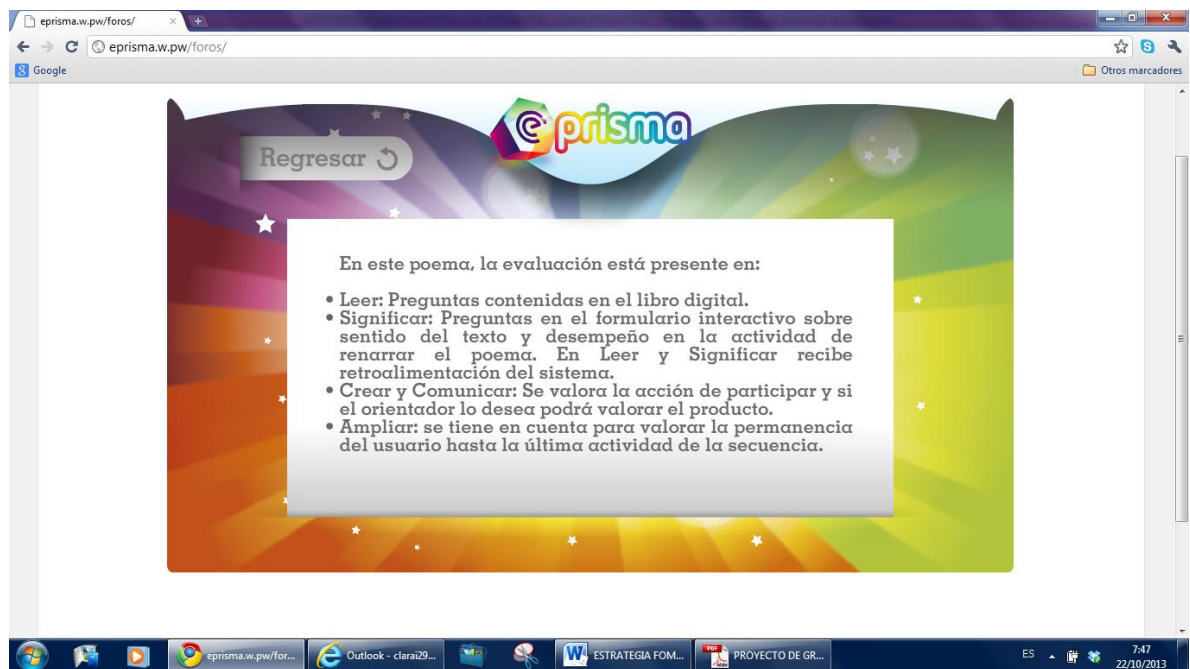 eprisma.w.pw/foros/
eprisma.w.pw/foros/
Google
Otros marcadores
e prisma
Regresar
En este poema, la evaluación está presente en:
• Leer: Preguntas contenidas en el libro digital.
• Significar: Preguntas en el formulario interactivo sobre
sentido del texto y desempeño en la actividad de
renarrar el poema. En Leer y Significar recibe
retroalimentación del sistema.
• Crear y Comunicar: Se valora la acción de participar y si
el orientador lo desea podrá valorar el producto.
• Ampliar: se tiene en cuenta para valorar la permanencia
del usuario hasta la última actividad de la secuencia.
eprisma.w.pw/for...
Outlook - clarai29...
ESTRATEGIA FOM...
PROYECTO DE GR...
ES
7:47
22/10/2013